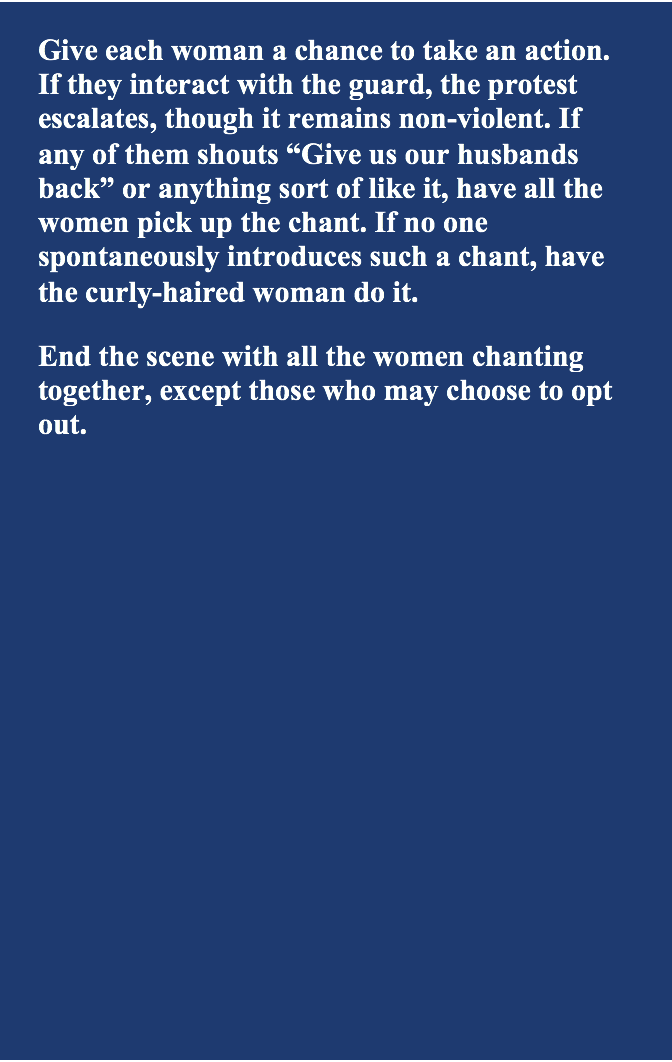 Give each woman a chance to take an action.
If they interact with the guard, the protest
escalates, though it remains non-violent. If
any of them shouts “Give us our husbands
back” or anything sort of like it, have all the
women pick up the chant. If no one
spontaneously introduces such a chant, have
the curly-haired woman do it.
End the scene with all the women chanting
together, except those who may choose to opt
out.